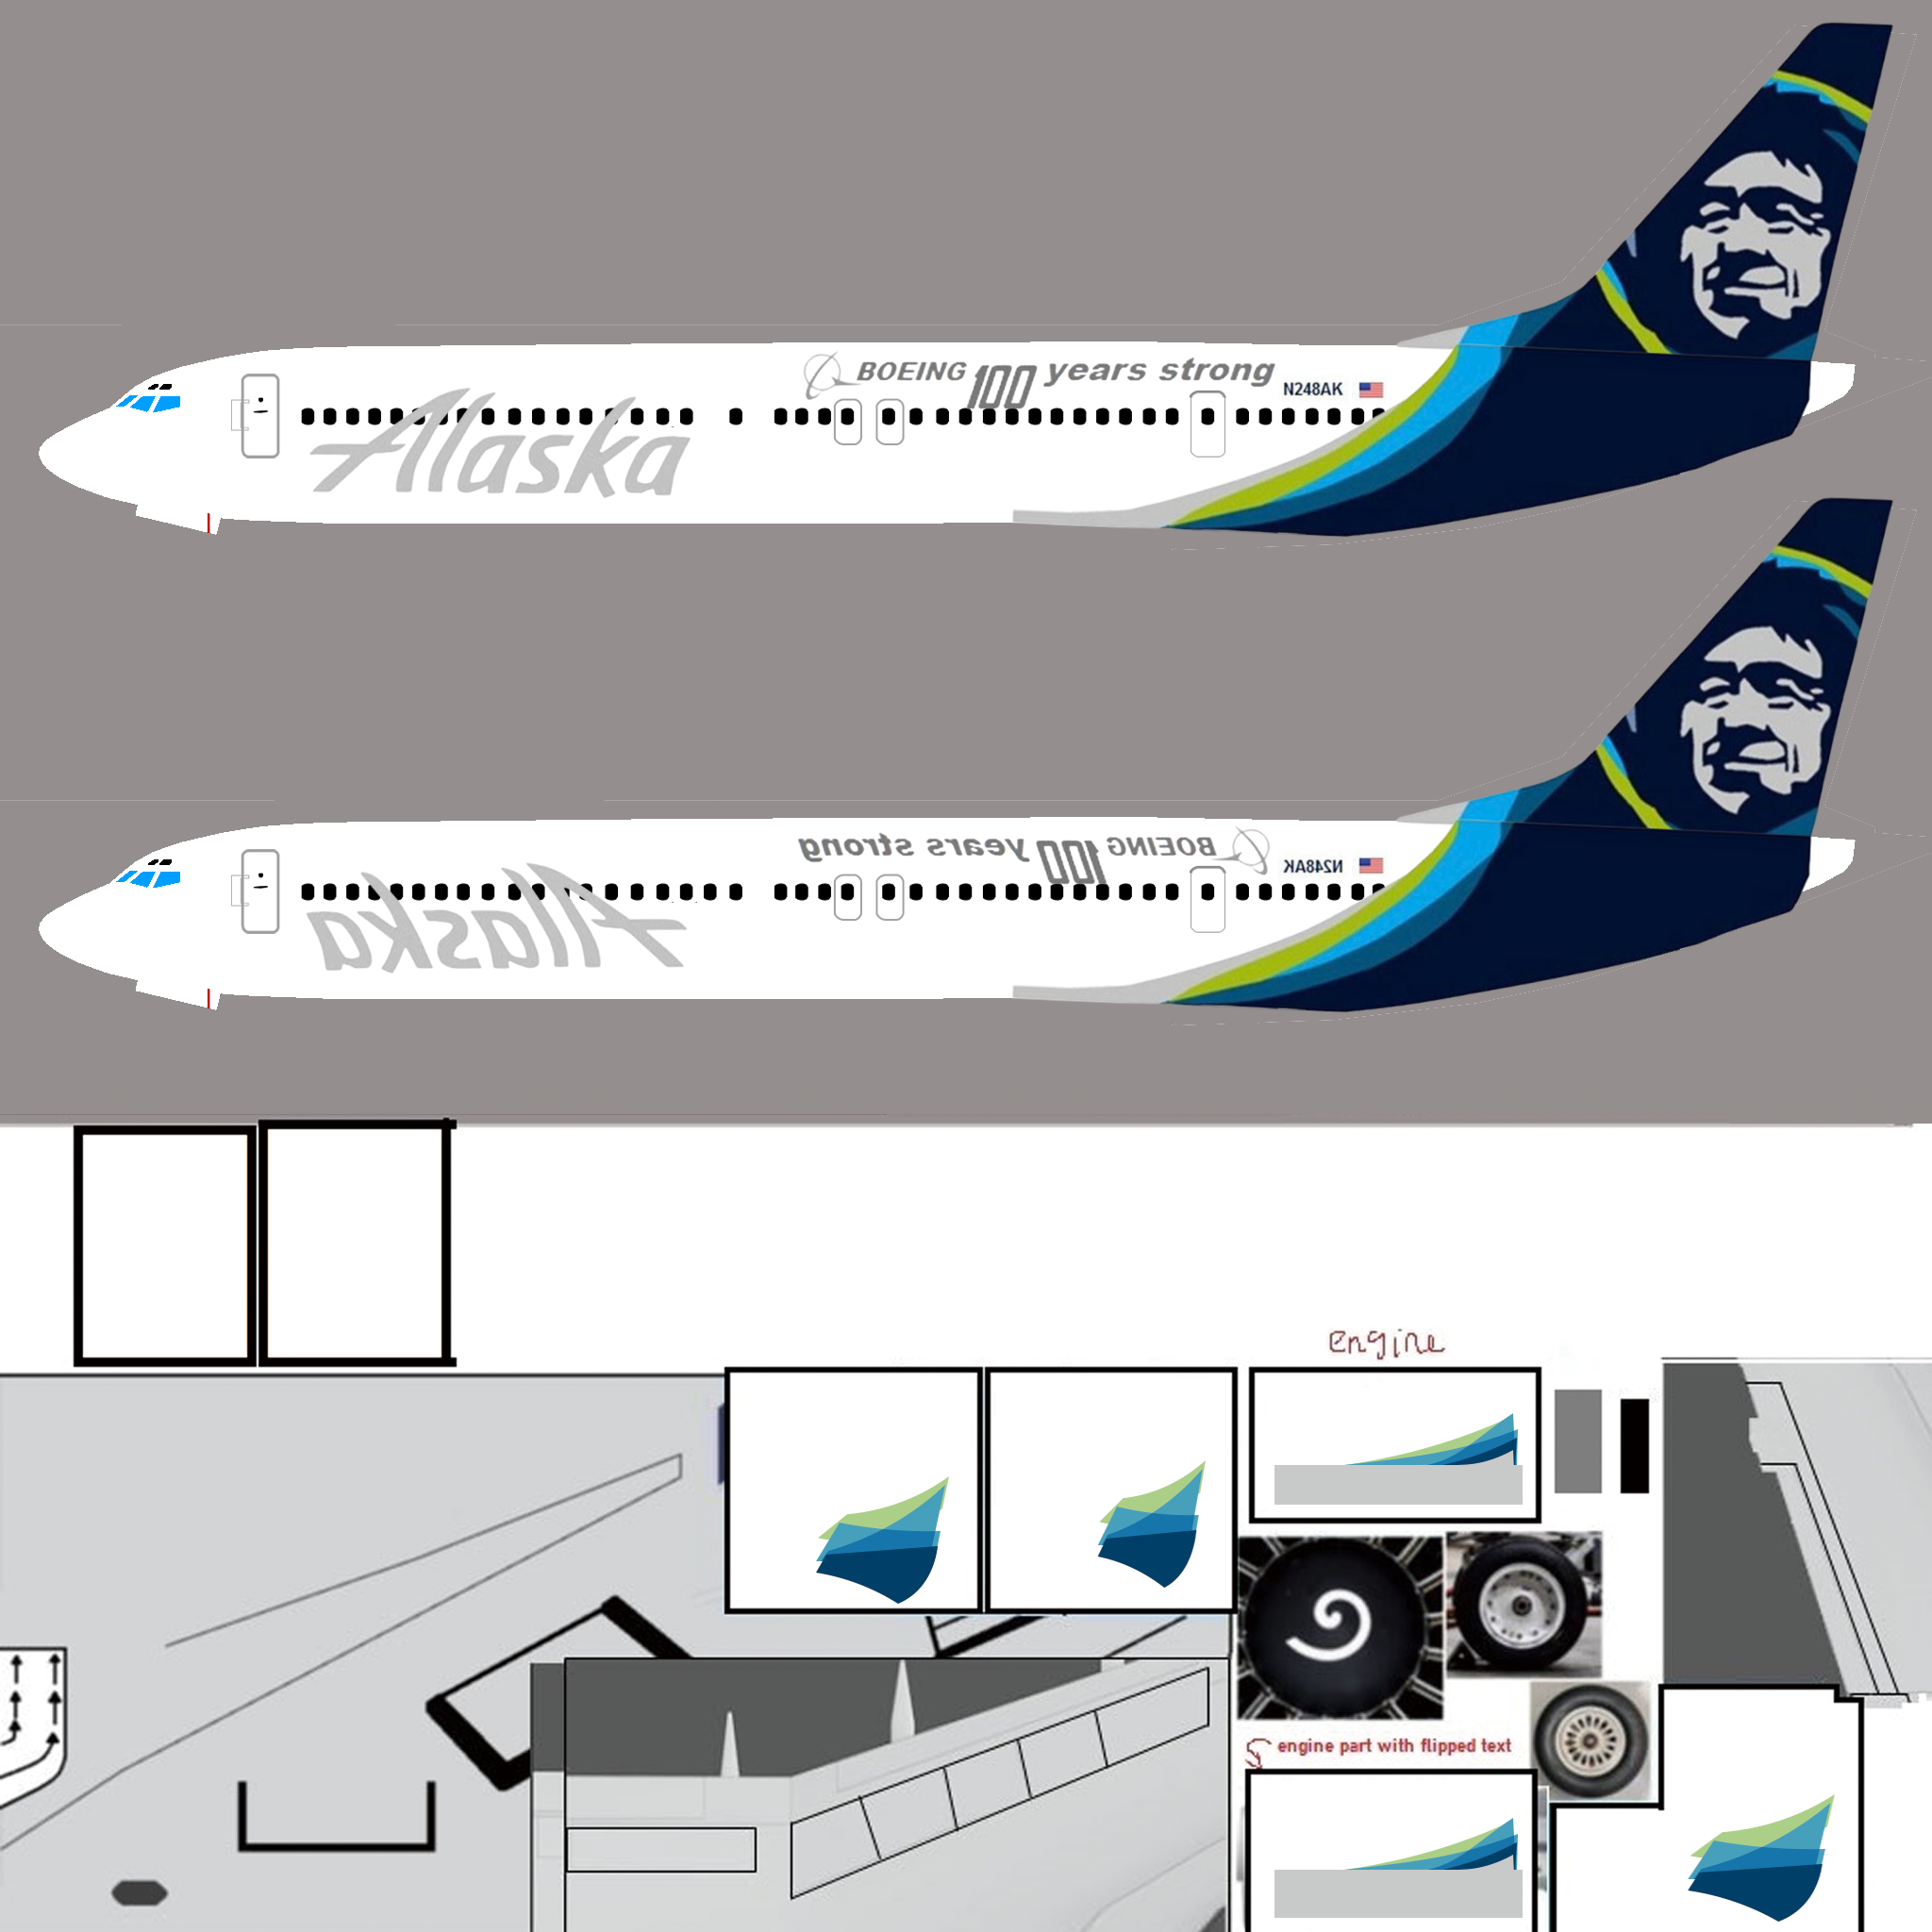 BOEING 100 years strong
N248AK
Alaska
BOEING 100 years strong
N248AK
Alaska
engine
engine part with flipped text